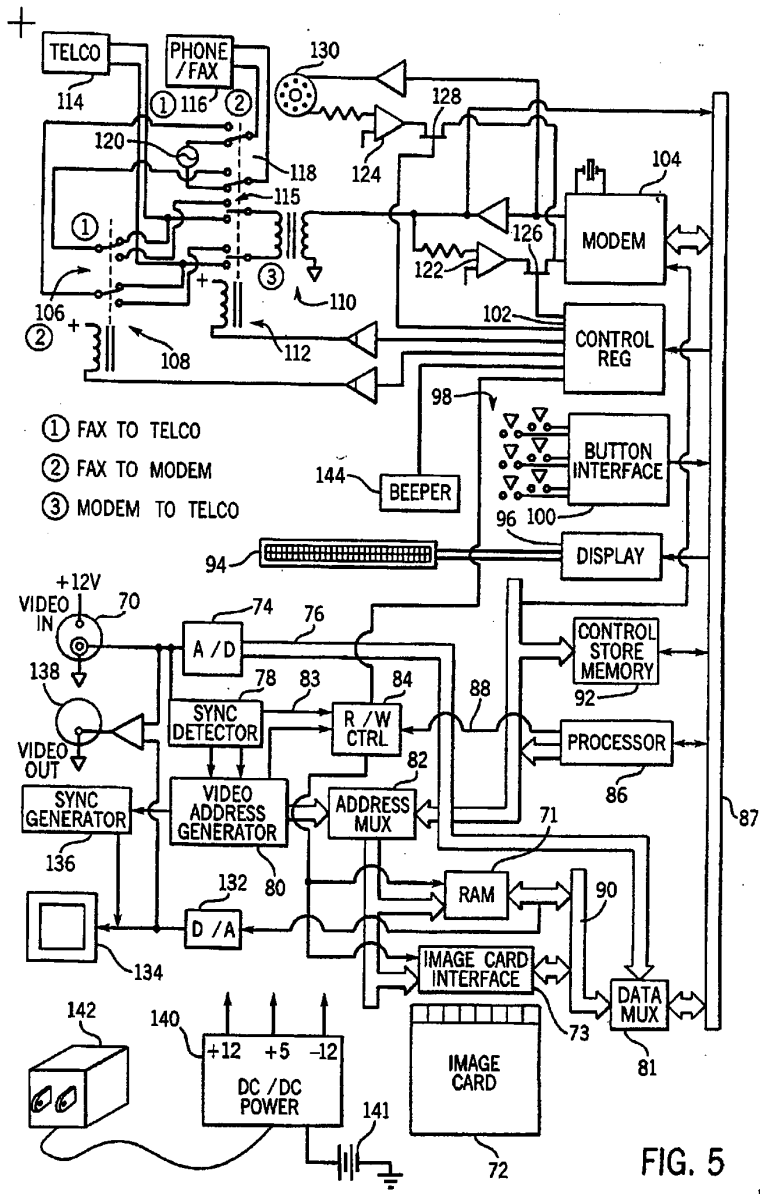 TELCO
114
PHONE
/FAX
116
① ②
130
128
124
120
118
115
①
106
②
+
108
+
③
110
112
122
126
104
MODEM
102
CONTROL
REG
98
BUTTON
INTERFACE
100
① FAX TO TELCO
② FAX TO MODEM
③ MODEM TO TELCO
144
BEEPER
96
94
DISPLAY
+12V
VIDEO
IN
70
74
A/D
76
138
VIDEO
OUT
78
SYNC
DETECTOR
83
84
R/W
CTRL
88
CONTROL
STORE
MEMORY
92
PROCESSOR
86
87
SYNC
GENERATOR
136
VIDEO
ADDRESS
GENERATOR
80
82
ADDRESS
MUX
71
RAM
90
132
D/A
134
IMAGE CARD
INTERFACE
73
DATA
MUX
81
142
140
+12 +5 -12
DC/DC
POWER
141
IMAGE
CARD
72
FIG. 5